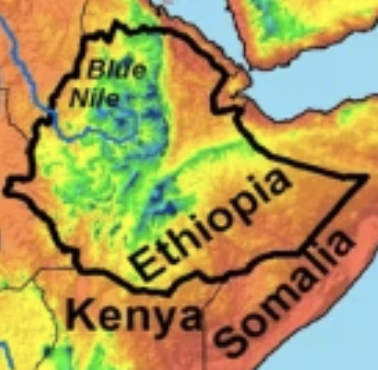 Blue
Nile
Ethiopia
Kenya
Somalia